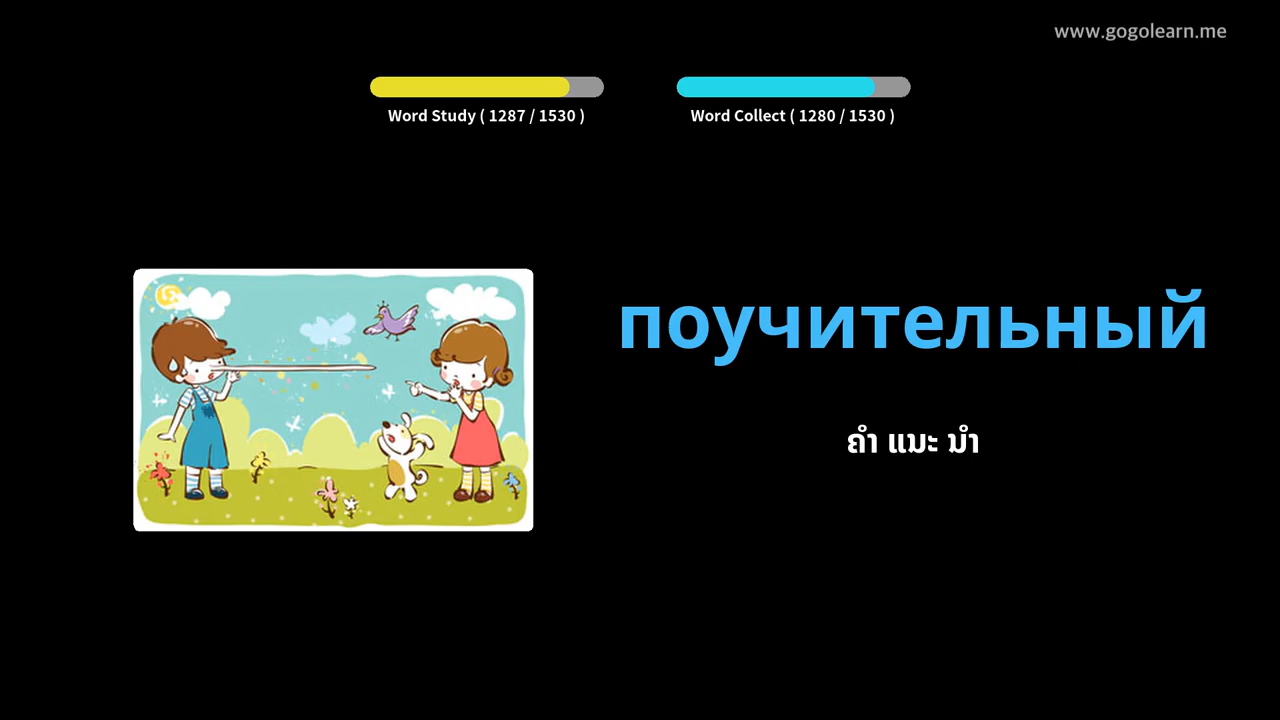 www.gogolearn.me
Word Study ( 1287 / 1530 )
Word Collect ( 1280 / 1530 )
поучительный
ຄຳ ແນະ ນຳ